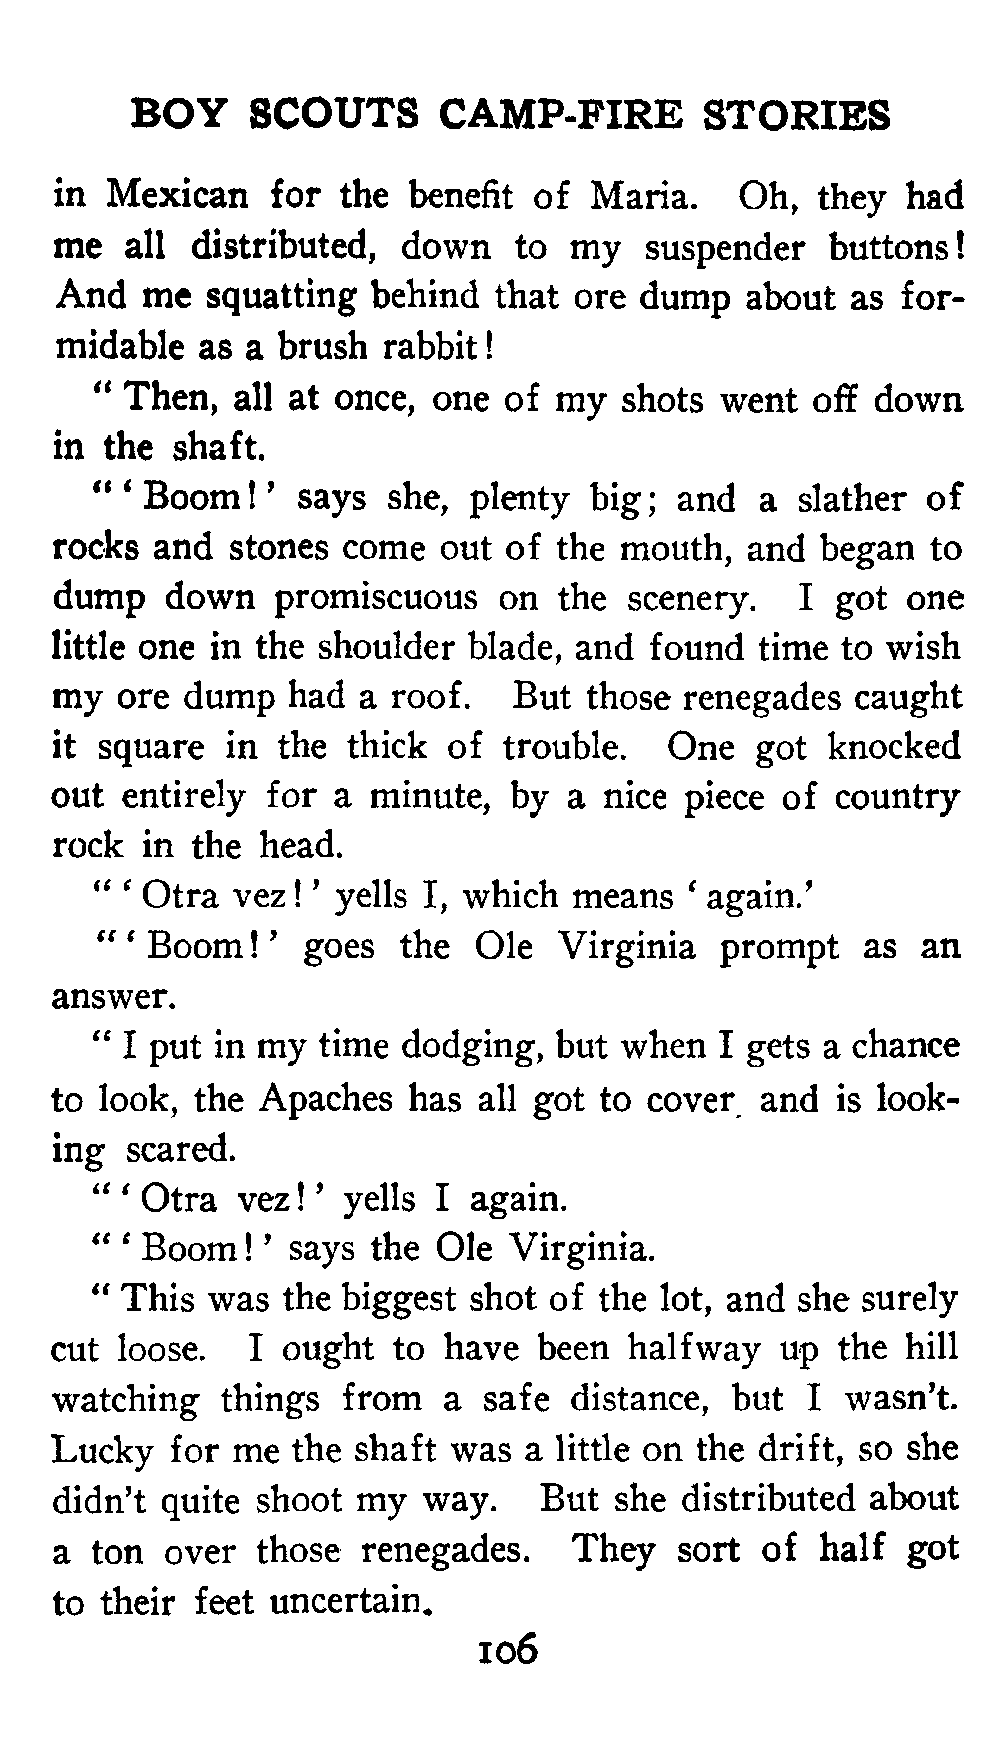 BOY SCOUTS CAMP-FIRE STORIES
in Mexican for the benefit of Maria. Oh, they had
me all distributed, down to my suspender buttons!
And me squatting behind that ore dump about as for-
midable as a brush rabbit!
“ Then, all at once, one of my shots went off down
in the shaft.
“ ‘ Boom! ’ says she, plenty big; and a slather of
rocks and stones come out of the mouth, and began to
dump down promiscuous on the scenery. I got one
little one in the shoulder blade, and found time to wish
my ore dump had a roof. But those renegades caught
it square in the thick of trouble. One got knocked
out entirely for a minute, by a nice piece of country
rock in the head.
“ ‘ Otra vez! ’ yells I, which means ‘ again.’
“ ‘ Boom! ’ goes the Ole Virginia prompt as an
answer.
“ I put in my time dodging, but when I gets a chance
to look, the Apaches has all got to cover and is look-
ing scared.
“ ‘ Otra vez! ’ yells I again.
“ ‘ Boom! ’ says the Ole Virginia.
“ This was the biggest shot of the lot, and she surely
cut loose. I ought to have been halfway up the hill
watching things from a safe distance, but I wasn’t.
Lucky for me the shaft was a little on the drift, so she
didn’t quite shoot my way. But she distributed about
a ton over those renegades. They sort of half got
to their feet uncertain.
106